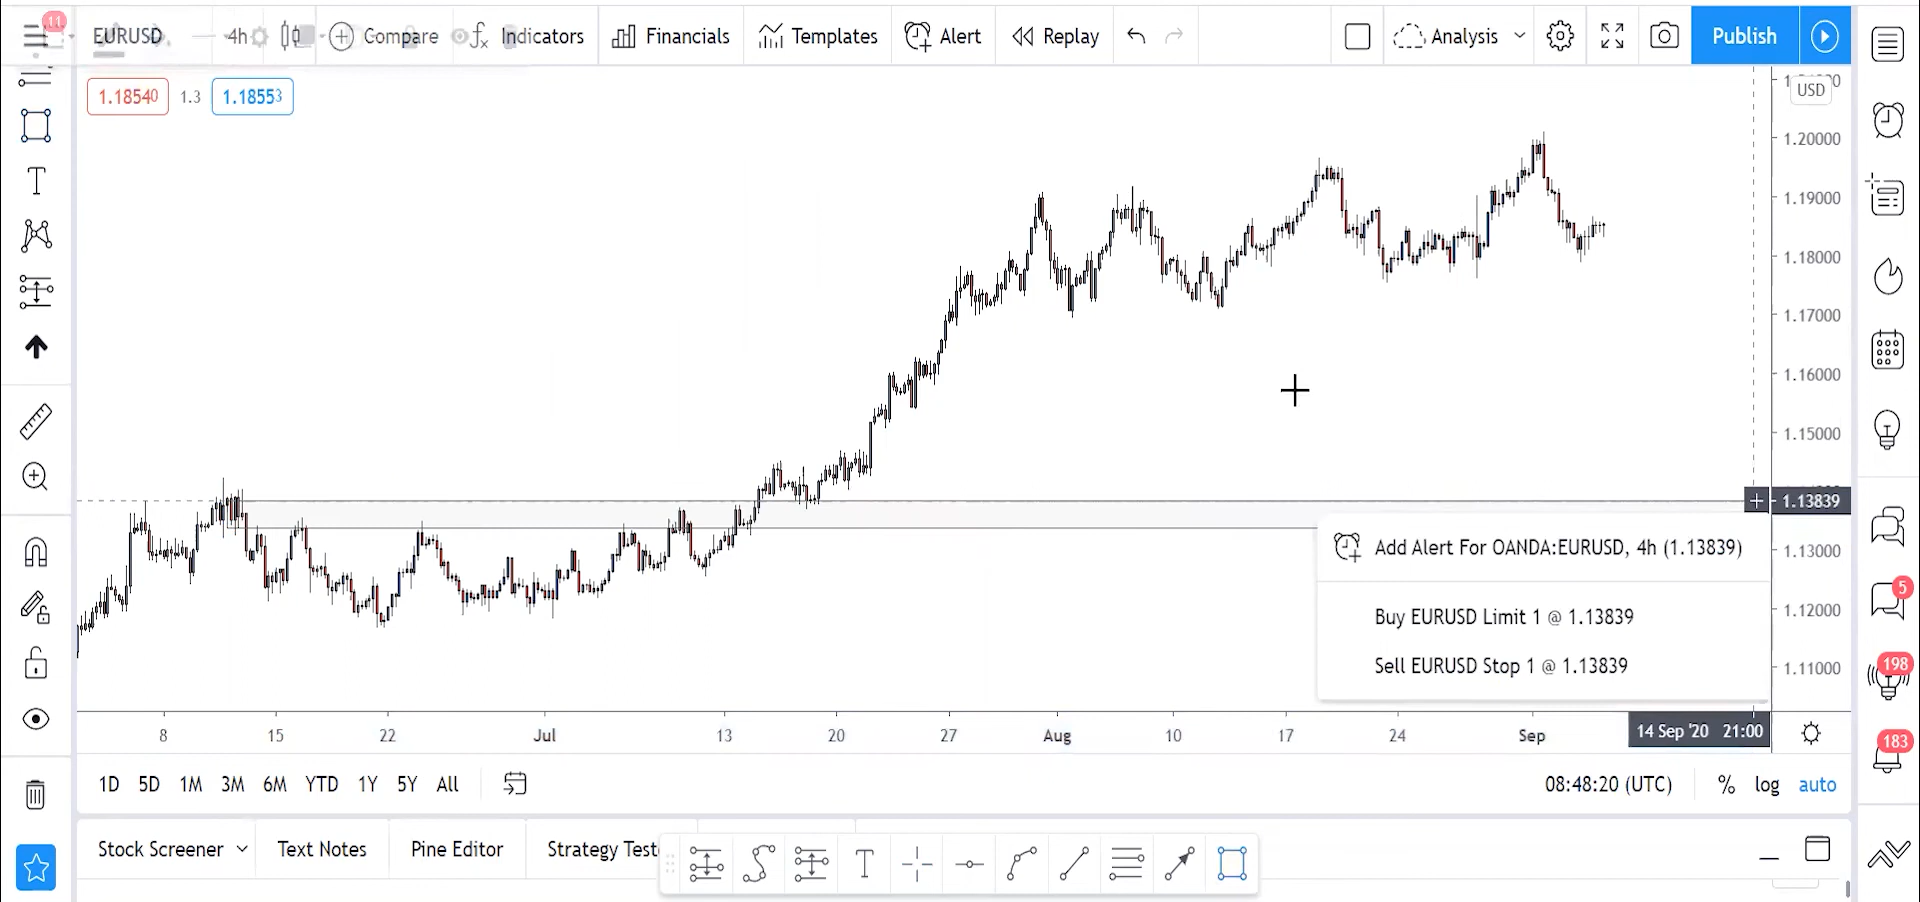 11
EURUSD
4h
Compare
Indicators
Financials
Templates
Alert
Replay
Analysis
Publish
1.18540
1.3
1.18553
USD
1.20000
1.19000
1.18000
1.17000
1.16000
1.15000
1.13839
1.13000
1.12000
1.11000
Add Alert For OANDA:EURUSD, 4h (1.13839)
Buy EURUSD Limit 1 @ 1.13839
Sell EURUSD Stop 1 @ 1.13839
5
198
183
8 15 22 Jul 13 20 27 Aug 10 17 24 Sep 14 Sep '20 21:00
1D 5D 1M 3M 6M YTD 1Y 5Y All
08:48:20 (UTC) % log auto
Stock Screener
Text Notes
Pine Editor
Strategy Teste